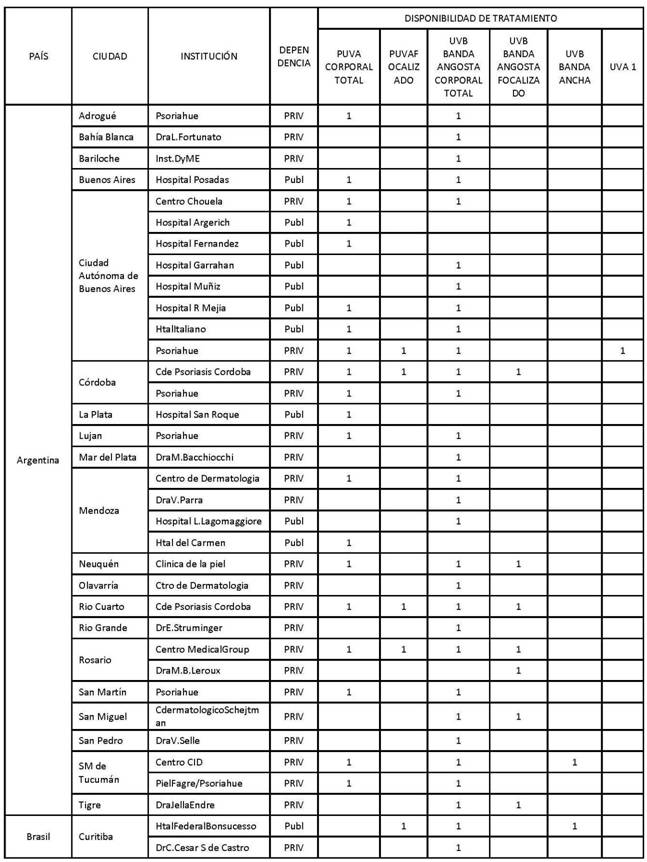 DISPONIBILIDAD DE TRATAMIENTO
PAÍS CIUDAD INSTITUCIÓN DEPEN DENCIA PUVA CORPORAL TOTAL PUVAF OCALIZ ADO UVB BANDA ANGOSTA CORPORAL TOTAL UVB BANDA ANGOSTA FOCALIZA DO UVB BANDA ANCHA UVA 1
Argentina
Adrogué Psoriahue PRIV 1 1
Bahía Blanca DraL.Fortunato PRIV 1
Bariloche Inst.DyME PRIV 1
Buenos Aires Hospital Posadas Publ 1 1
Ciudad Autónoma de Buenos Aires
Centro Chouela PRIV 1 1
Hospital Argerich Publ 1
Hospital Fernandez Publ 1
Hospital Garrahan Publ 1
Hospital Muñiz Publ 1
Hospital R Mejia Publ 1 1
HtalItaliano Publ 1 1
Psoriahue PRIV 1 1 1 1
Córdoba
Cde Psoriasis Cordoba PRIV 1 1 1 1
Psoriahue PRIV 1 1
La Plata Hospital San Roque Publ 1
Lujan Psoriahue PRIV 1 1
Mar del Plata DraM.Bacchiocchi PRIV 1
Mendoza
Centro de Dermatologia PRIV 1 1
DraV.Parra PRIV 1
Hospital L.Lagomaggiore Publ 1
Htal del Carmen Publ 1
Neuquén Clinica de la piel PRIV 1 1 1
Olavarría Ctro de Dermatologia PRIV 1
Rio Cuarto Cde Psoriasis Cordoba PRIV 1 1 1 1
Rio Grande DrE.Struminger PRIV 1
Rosario
Centro MedicalGroup PRIV 1 1 1 1
DraM.B.Leroux PRIV 1
San Martín Psoriahue PRIV 1 1
San Miguel CdermatologicoSchejtm an PRIV 1 1
San Pedro DraV.Selle PRIV 1
SM de Tucumán
Centro CID PRIV 1 1 1
PielFagre/Psoriahue PRIV 1 1
Tigre DraJellaEndre PRIV 1 1
Brasil Curitiba
HtalFederalBonsucesso Publ 1 1 1
DrC.Cesar S de Castro PRIV 1